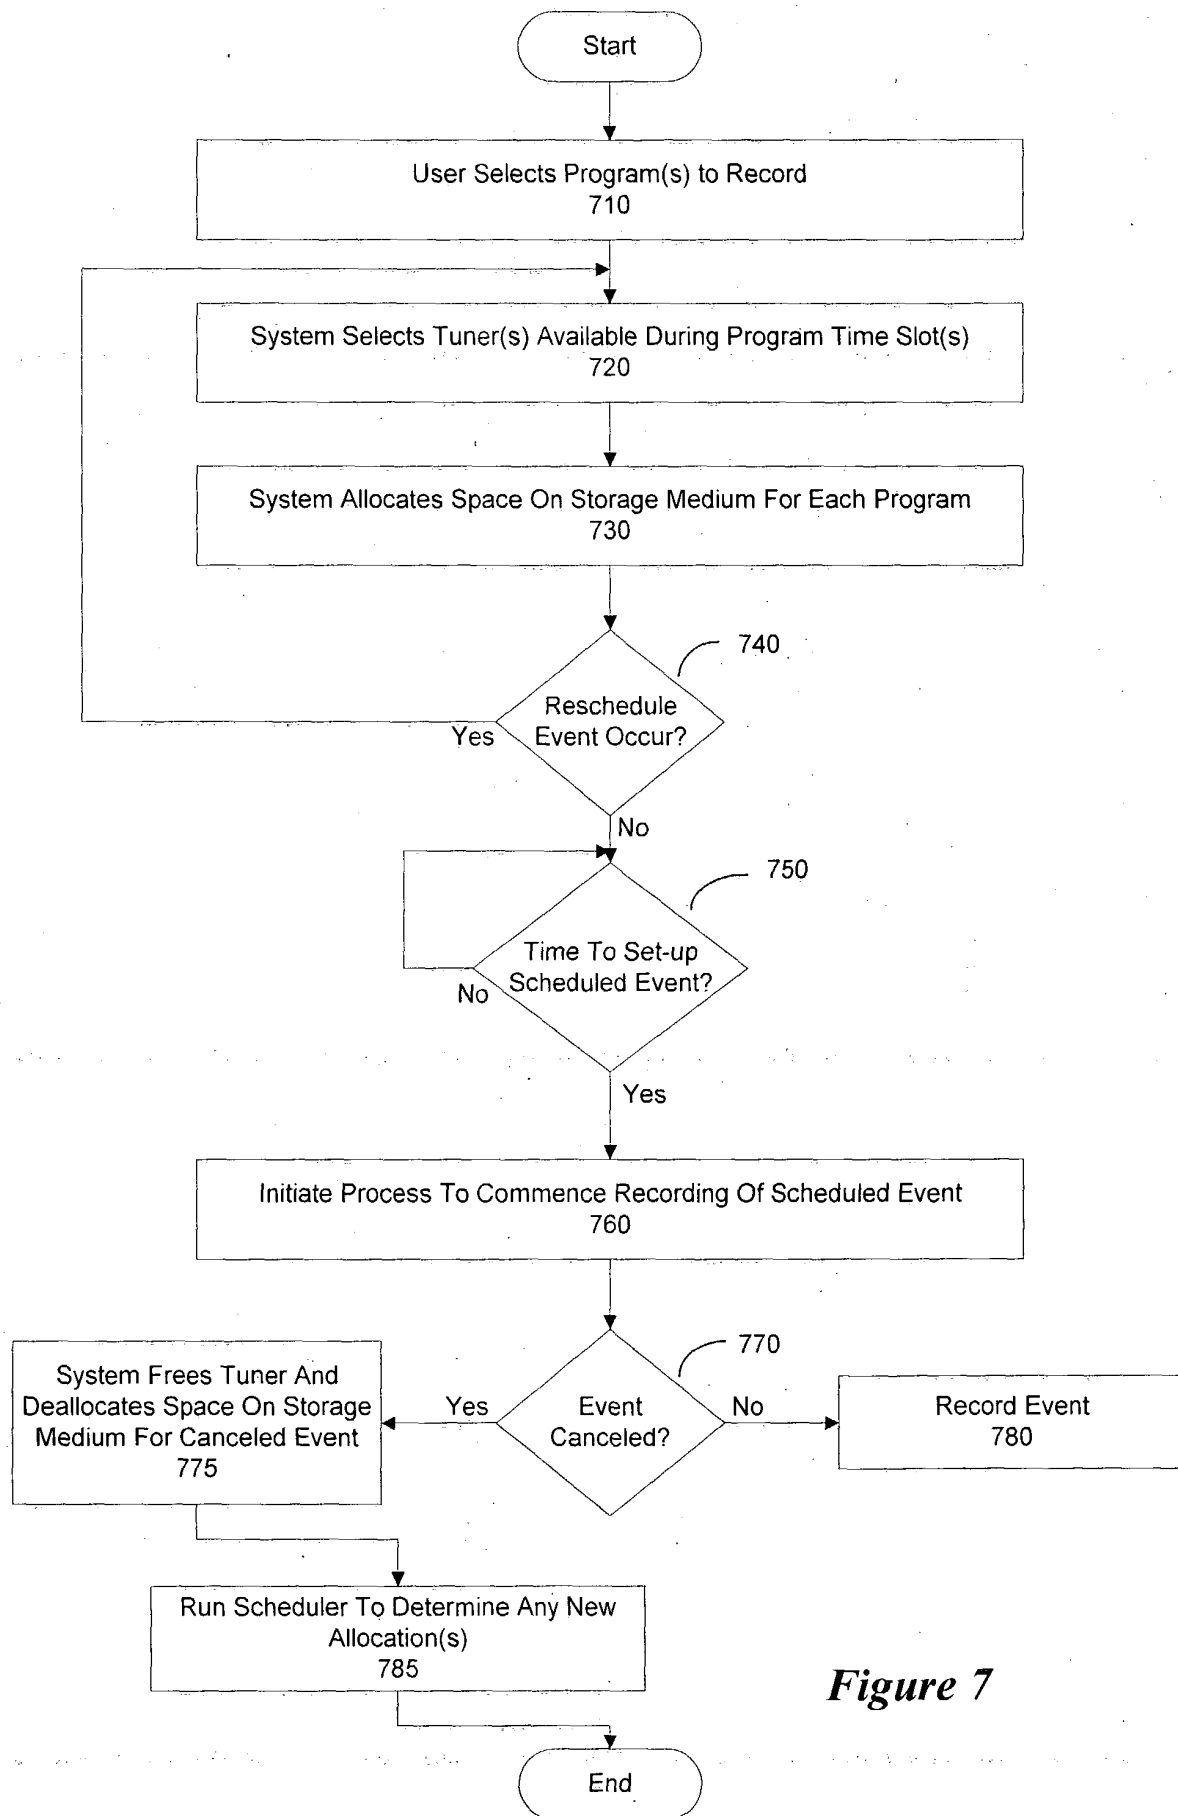 Start
User Selects Program(s) to Record
710
System Selects Tuner(s) Available During Program Time Slot(s)
720
System Allocates Space On Storage Medium For Each Program
730
740
Reschedule
Event Occur?
Yes
No
750
Time To Set-up
Scheduled Event?
No
Yes
Initiate Process To Commence Recording Of Scheduled Event
760
770
System Frees Tuner And
Deallocates Space On Storage
Medium For Canceled Event
775
Yes
Event
Canceled?
No
Record Event
780
Run Scheduler To Determine Any New
Allocation(s)
785
Figure 7
End